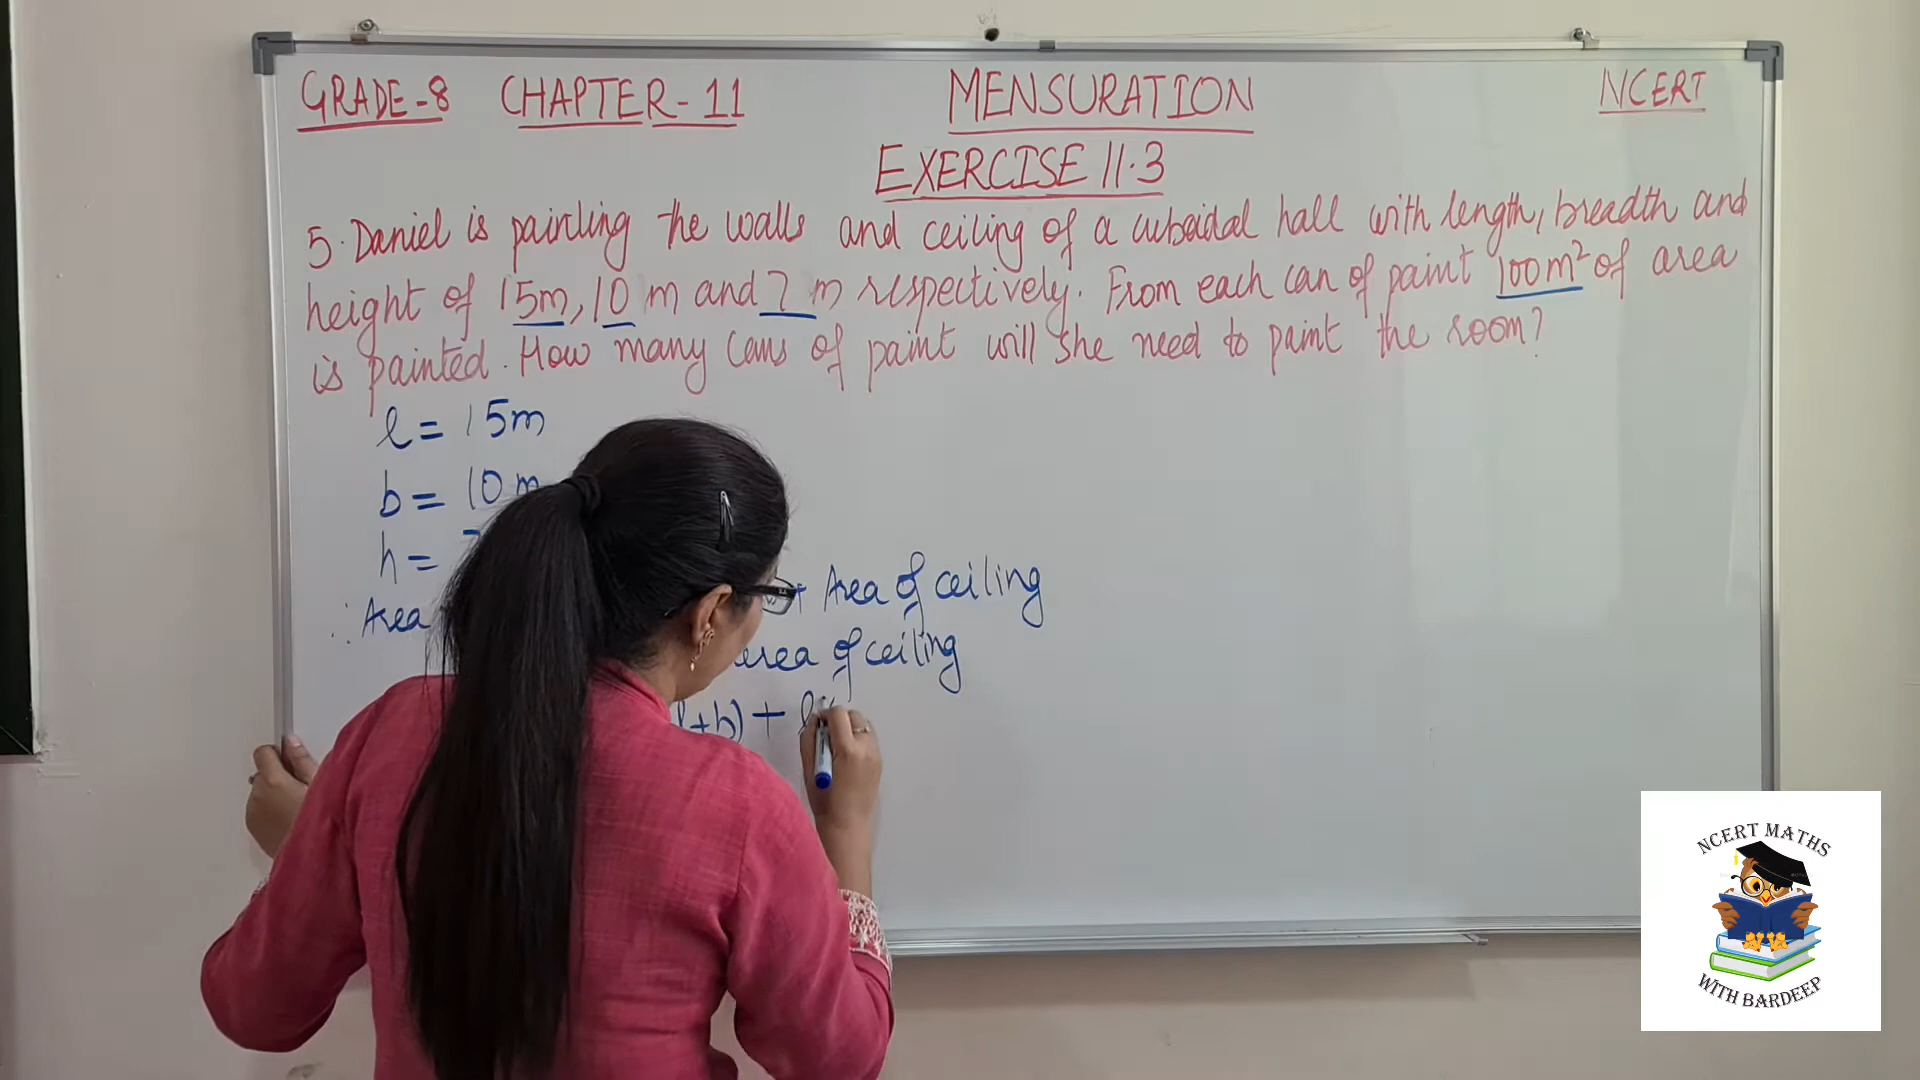 GRADE-8 CHAPTER-11 MENSURATION NCERT
EXERCISE 11.3
5. Daniel is painting the walls and ceiling of a cuboidal hall with length, breadth and
height of 15m, 10 m and 7 m respectively. From each can of paint 100m² of area
is painted. How many cans of paint will she need to paint the room?
l = 15m
b = 10 m
h = 7
∴ Area + Area of ceiling
area of ceiling
l+b) + l×
NCERT MATHS
WITH BARDEEP